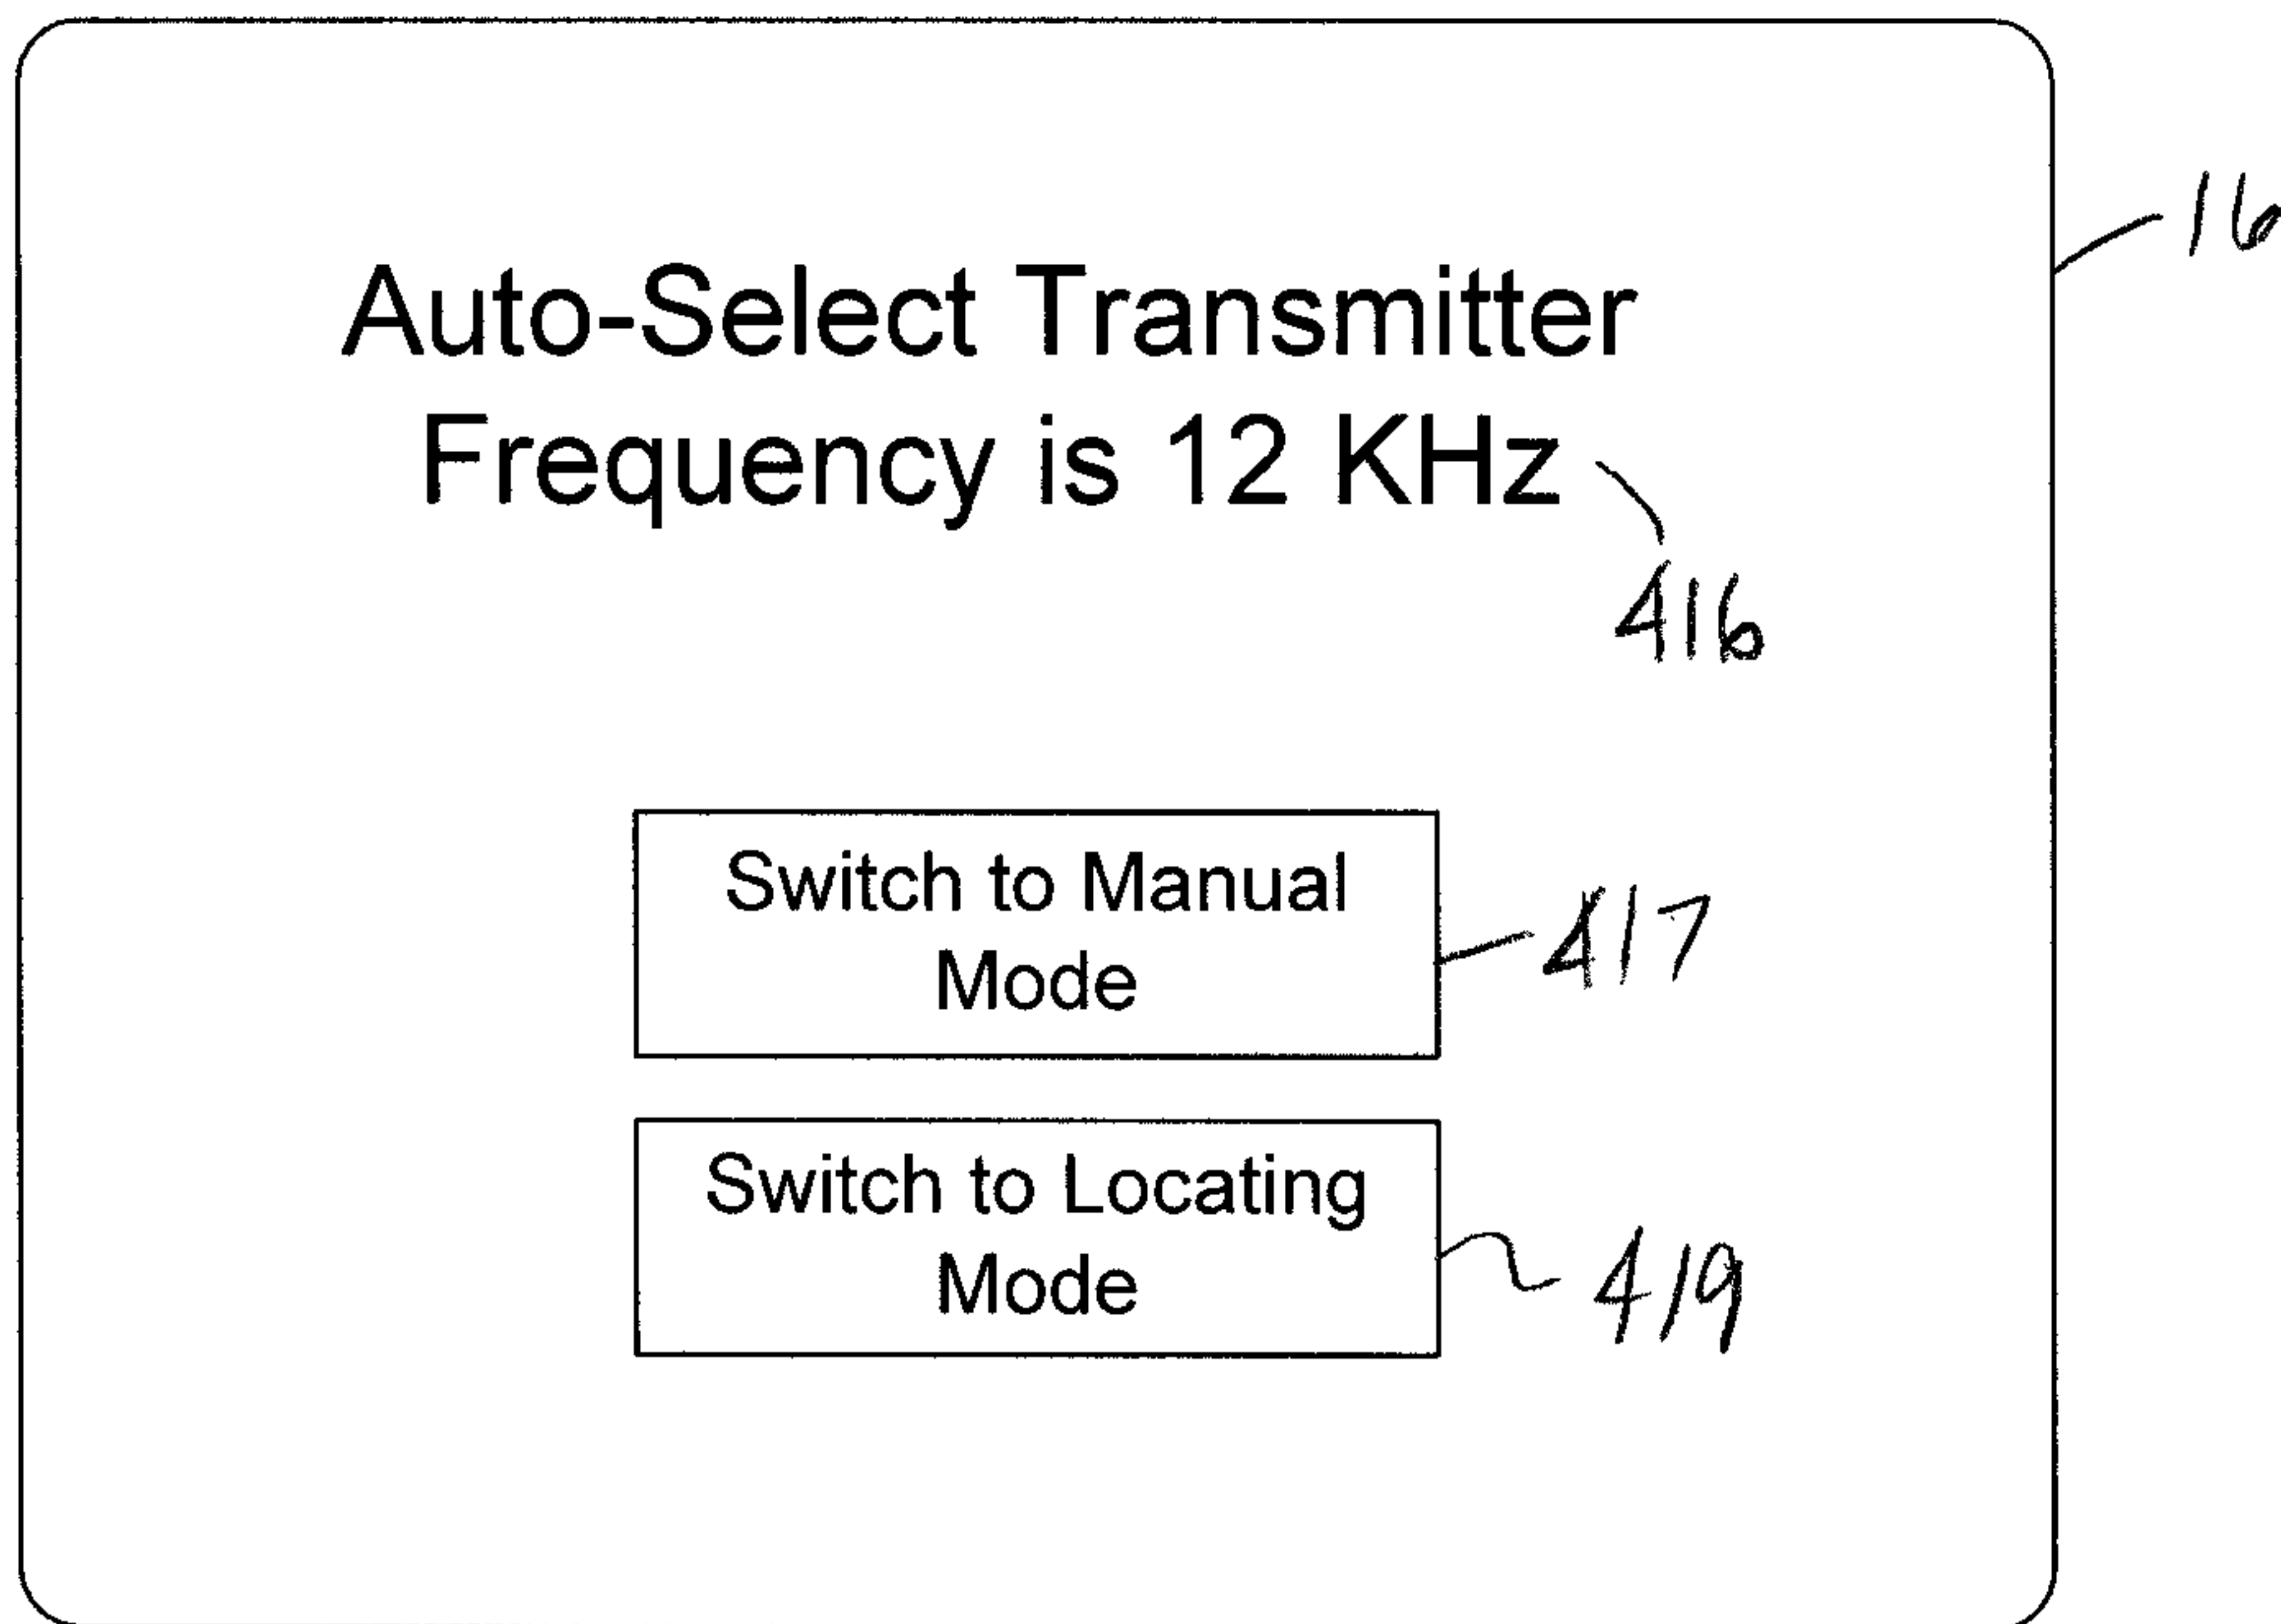 16
Auto-Select Transmitter
Frequency is 12 KHz
416
Switch to Manual
Mode
417
Switch to Locating
Mode
419